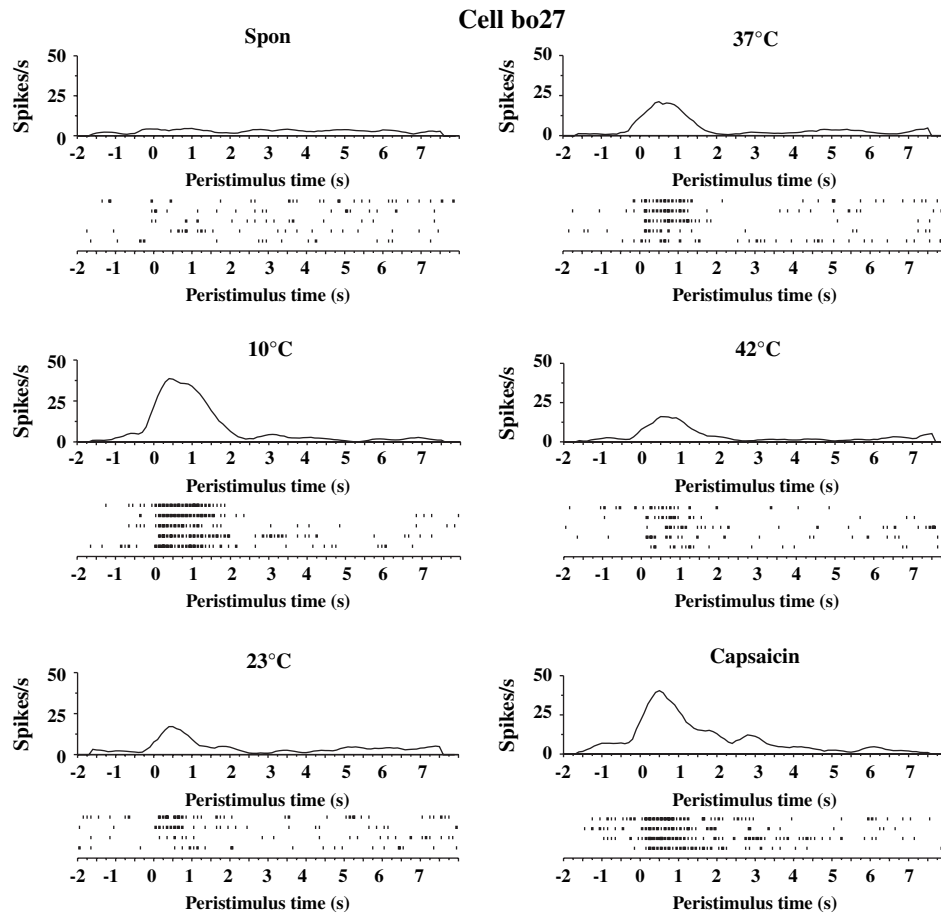 Cell bo27
Spon
50
25
0
Spikes/s
-2 -1 0 1 2 3 4 5 6 7
Peristimulus time (s)
-2 -1 0 1 2 3 4 5 6 7
Peristimulus time (s)
37°C
50
25
0
Spikes/s
-2 -1 0 1 2 3 4 5 6 7
Peristimulus time (s)
-2 -1 0 1 2 3 4 5 6 7
Peristimulus time (s)
10°C
50
25
0
Spikes/s
-2 -1 0 1 2 3 4 5 6 7
Peristimulus time (s)
-2 -1 0 1 2 3 4 5 6 7
Peristimulus time (s)
42°C
50
25
0
Spikes/s
-2 -1 0 1 2 3 4 5 6 7
Peristimulus time (s)
-2 -1 0 1 2 3 4 5 6 7
Peristimulus time (s)
23°C
50
25
0
Spikes/s
-2 -1 0 1 2 3 4 5 6 7
Peristimulus time (s)
-2 -1 0 1 2 3 4 5 6 7
Peristimulus time (s)
Capsaicin
50
25
0
Spikes/s
-2 -1 0 1 2 3 4 5 6 7
Peristimulus time (s)
-2 -1 0 1 2 3 4 5 6 7
Peristimulus time (s)